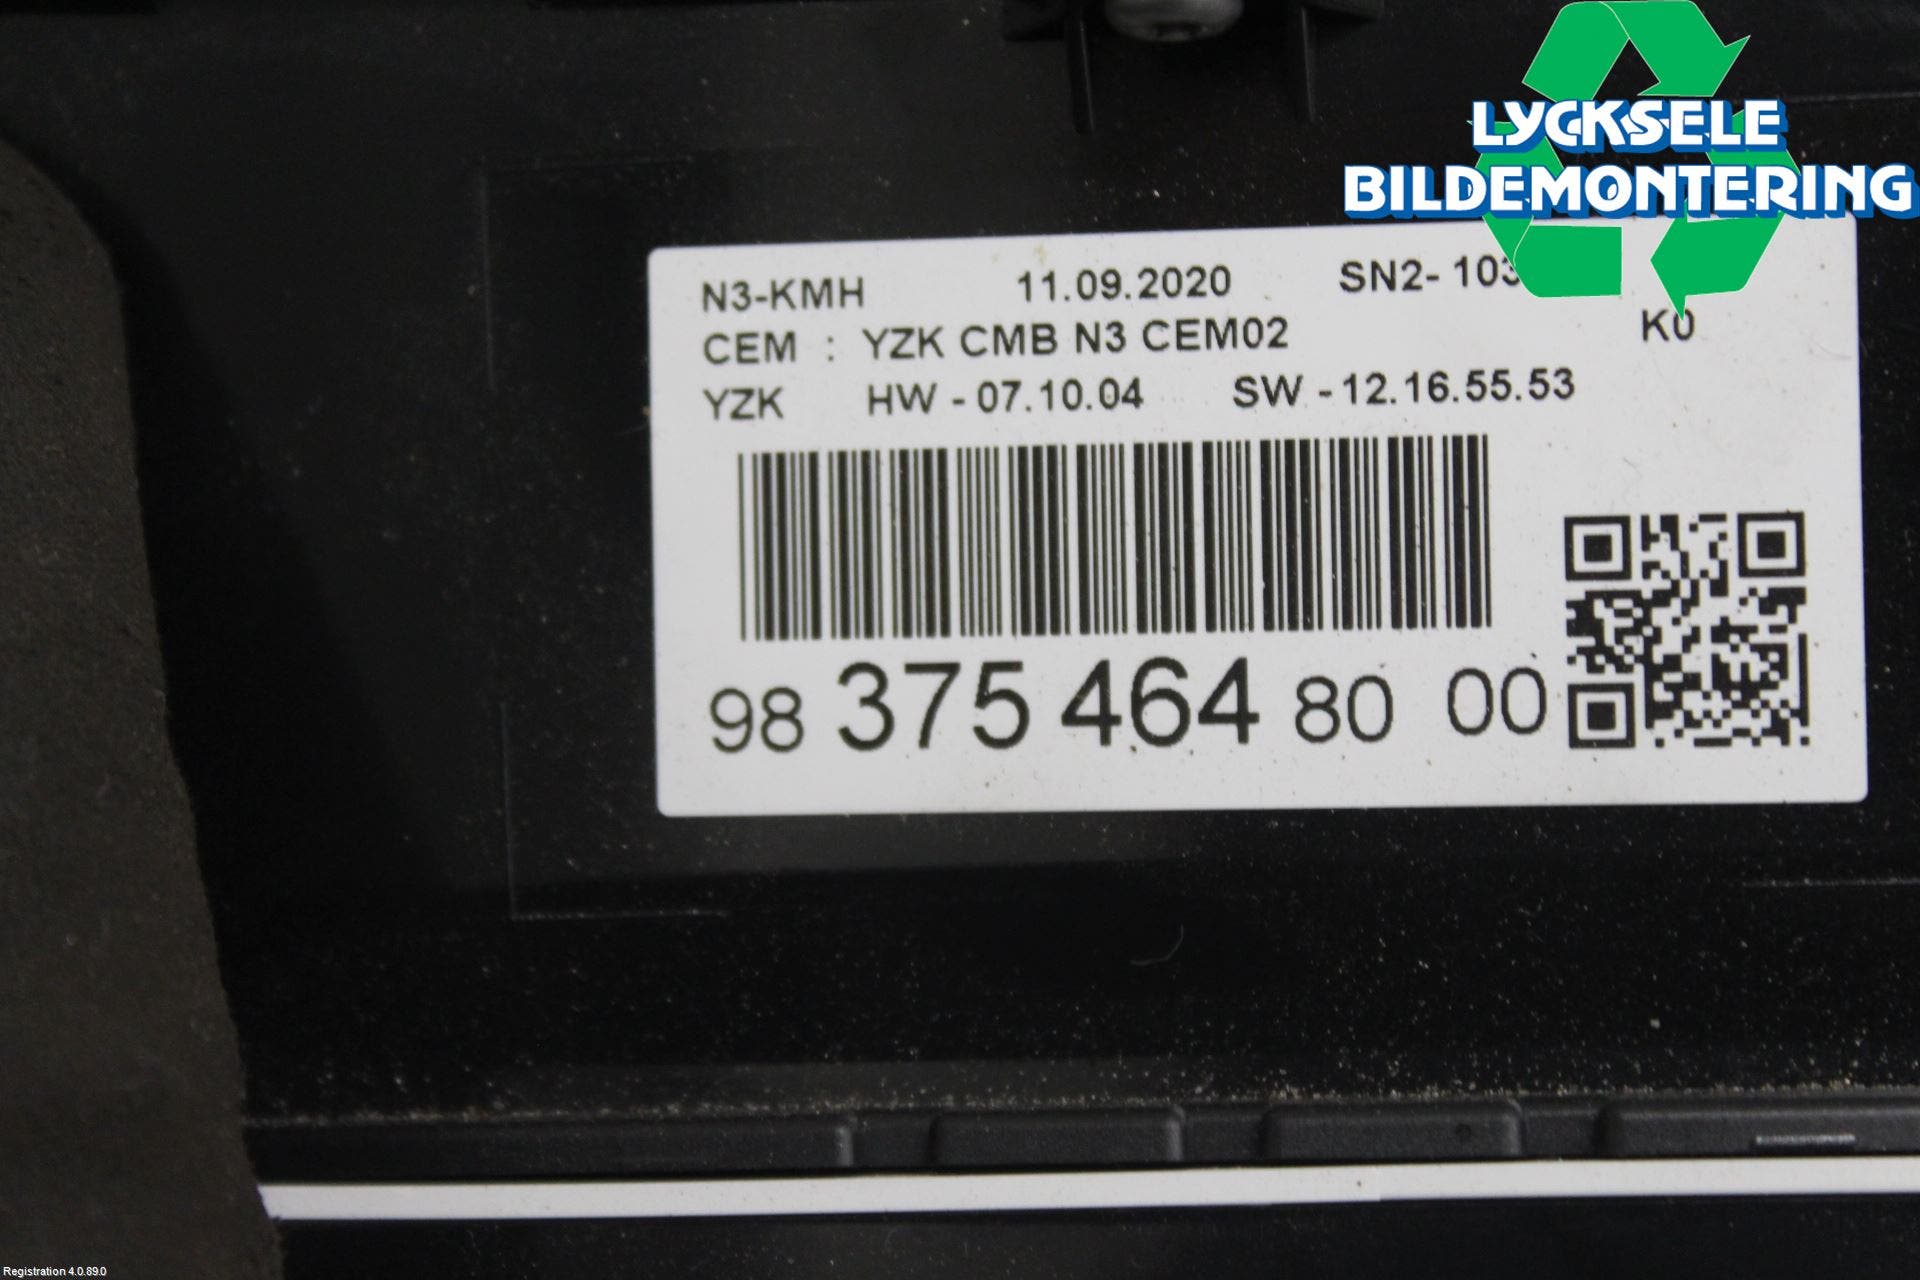 LYCKSELE
BILDEMONTERING
N3-KMH 11.09.2020 SN2- 103
CEM : YZK CMB N3 CEM02 K0
YZK HW - 07.10.04 SW - 12.16.55.53
98 375 464 80 00
Registration 4.0.89.0